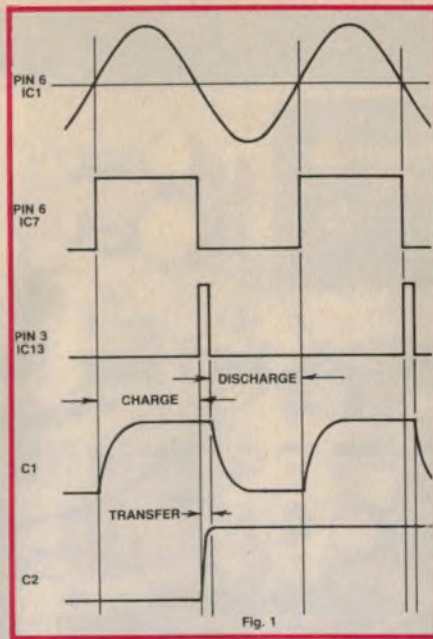 PIN 6
IC1
PIN 6
IC7
PIN 3
IC13
DISCHARGE
CHARGE
C1
TRANSFER
C2
Fig. 1